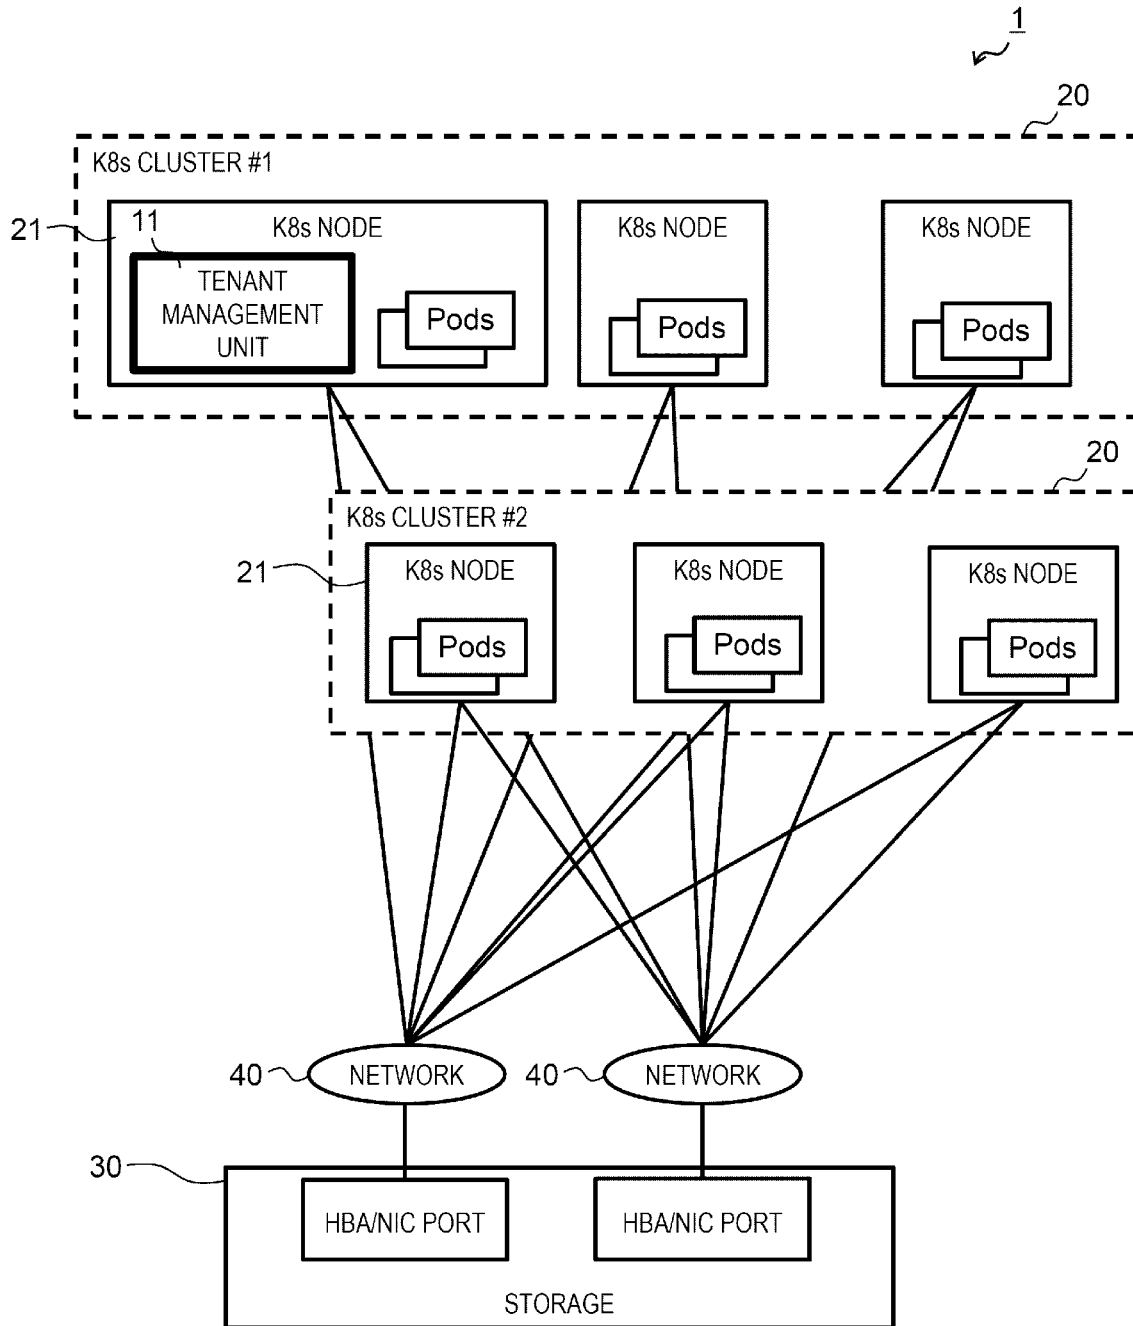 1
20
K8s CLUSTER #1
21
11
K8s NODE
K8s NODE
K8s NODE
TENANT
MANAGEMENT
UNIT
Pods
Pods
Pods
20
K8s CLUSTER #2
21
K8s NODE
K8s NODE
K8s NODE
Pods
Pods
Pods
40
NETWORK
40
NETWORK
30
HBA/NIC PORT
HBA/NIC PORT
STORAGE